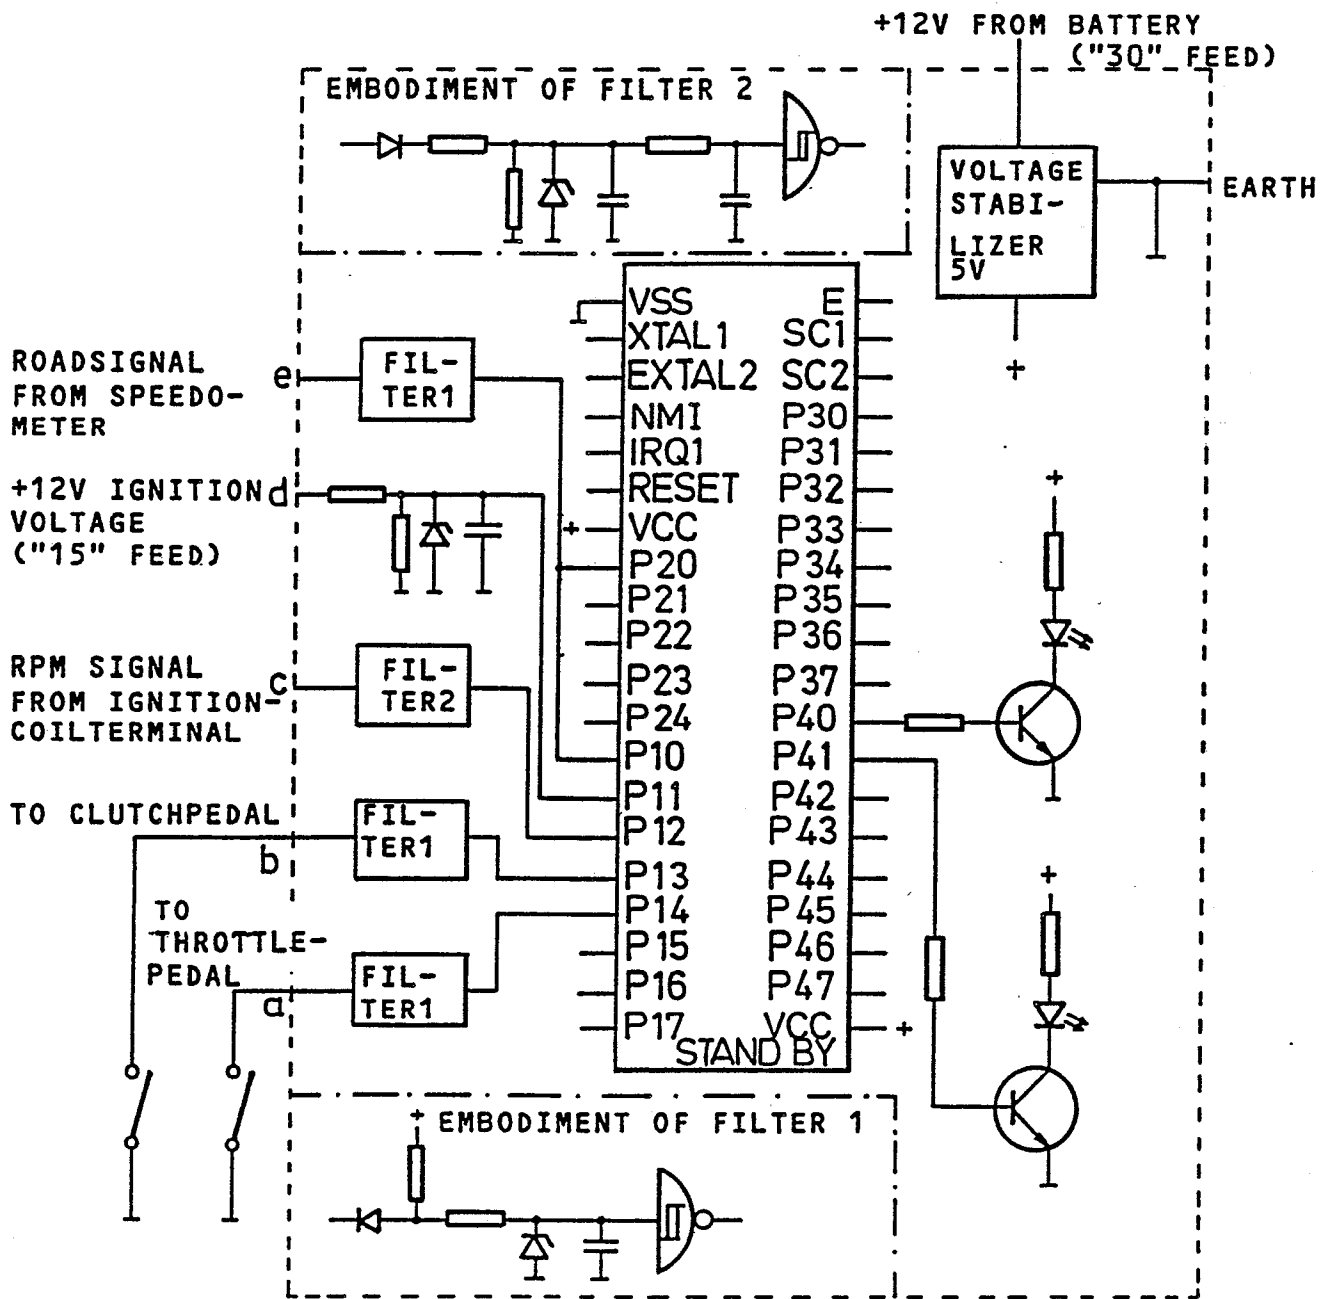 +12V FROM BATTERY
("30" FEED)
EMBODIMENT OF FILTER 2
VOLTAGE
STABI-
LIZER
5V
EARTH
+
ROADSIGNAL
FROM SPEEDO-
METER
e
FIL-
TER1
+12V IGNITION
VOLTAGE
("15" FEED)
d
RPM SIGNAL
FROM IGNITION-
COILTERMINAL
c
FIL-
TER2
TO CLUTCHPEDAL
b
FIL-
TER1
TO
THROTTLE-
PEDAL
a
FIL-
TER1
VSS
XTAL1
EXTAL2
NMI
IRQ1
RESET
+ VCC
P20
P21
P22
P23
P24
P10
P11
P12
P13
P14
P15
P16
P17
E
SC1
SC2
P30
P31
P32
P33
P34
P35
P36
P37
P40
P41
P42
P43
P44
P45
P46
P47
VCC +
STAND BY
+
+
+
EMBODIMENT OF FILTER 1